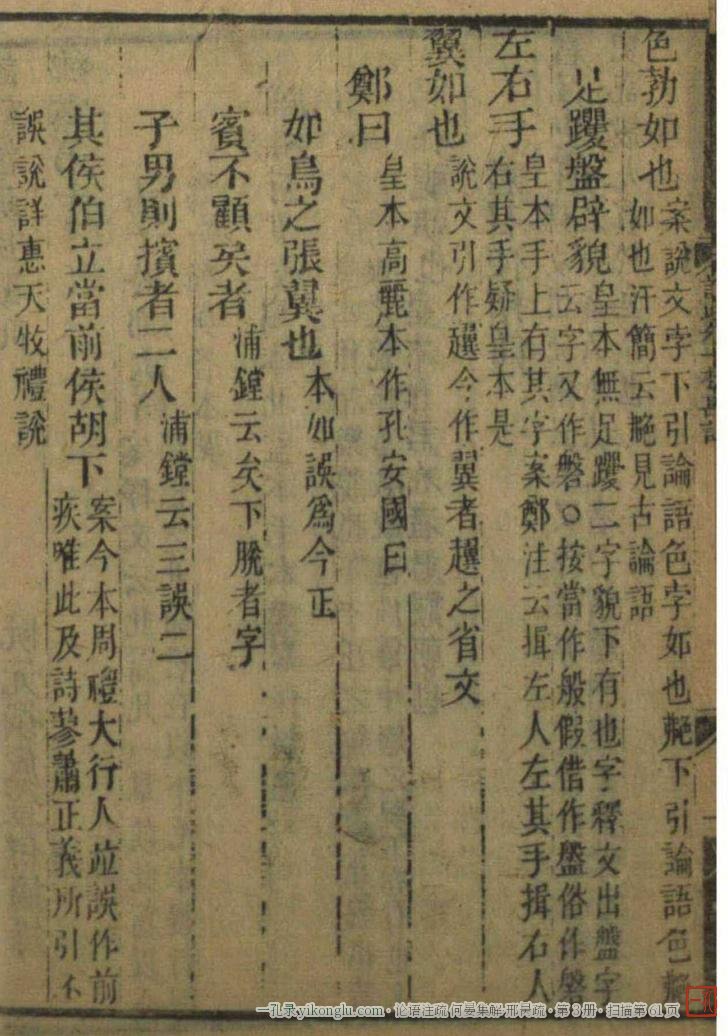 色勃如也案說文孛下引論語色孛如也艴下引論語色艴
如也汗簡云艴見古論語
足躩盤辟貌皇本無足躩二字貌下有也字釋文出盤字
云字又作磐○按當作般假借作盤俗作磐
左右手皇本手上有其字案鄭注云揖左人左其手揖右人
右其手疑皇本是
翼如也說文引作䎗今作翼者䎗之省文
鄭曰皇本高麗本作孔安國曰
如鳥之張翼也本如誤為今正
賓不顧矣者浦鏜云矣下脫者字
子男則擯者二人浦鏜云三誤二
其侯伯立當前侯胡下案今本周禮大行人竝誤作前
疾唯此及詩蓼蕭正義所引不
誤說詳惠天牧禮說
一孔录yikonglu.com·论语注疏.何晏集解.邢昺疏·第3册·扫描第61页